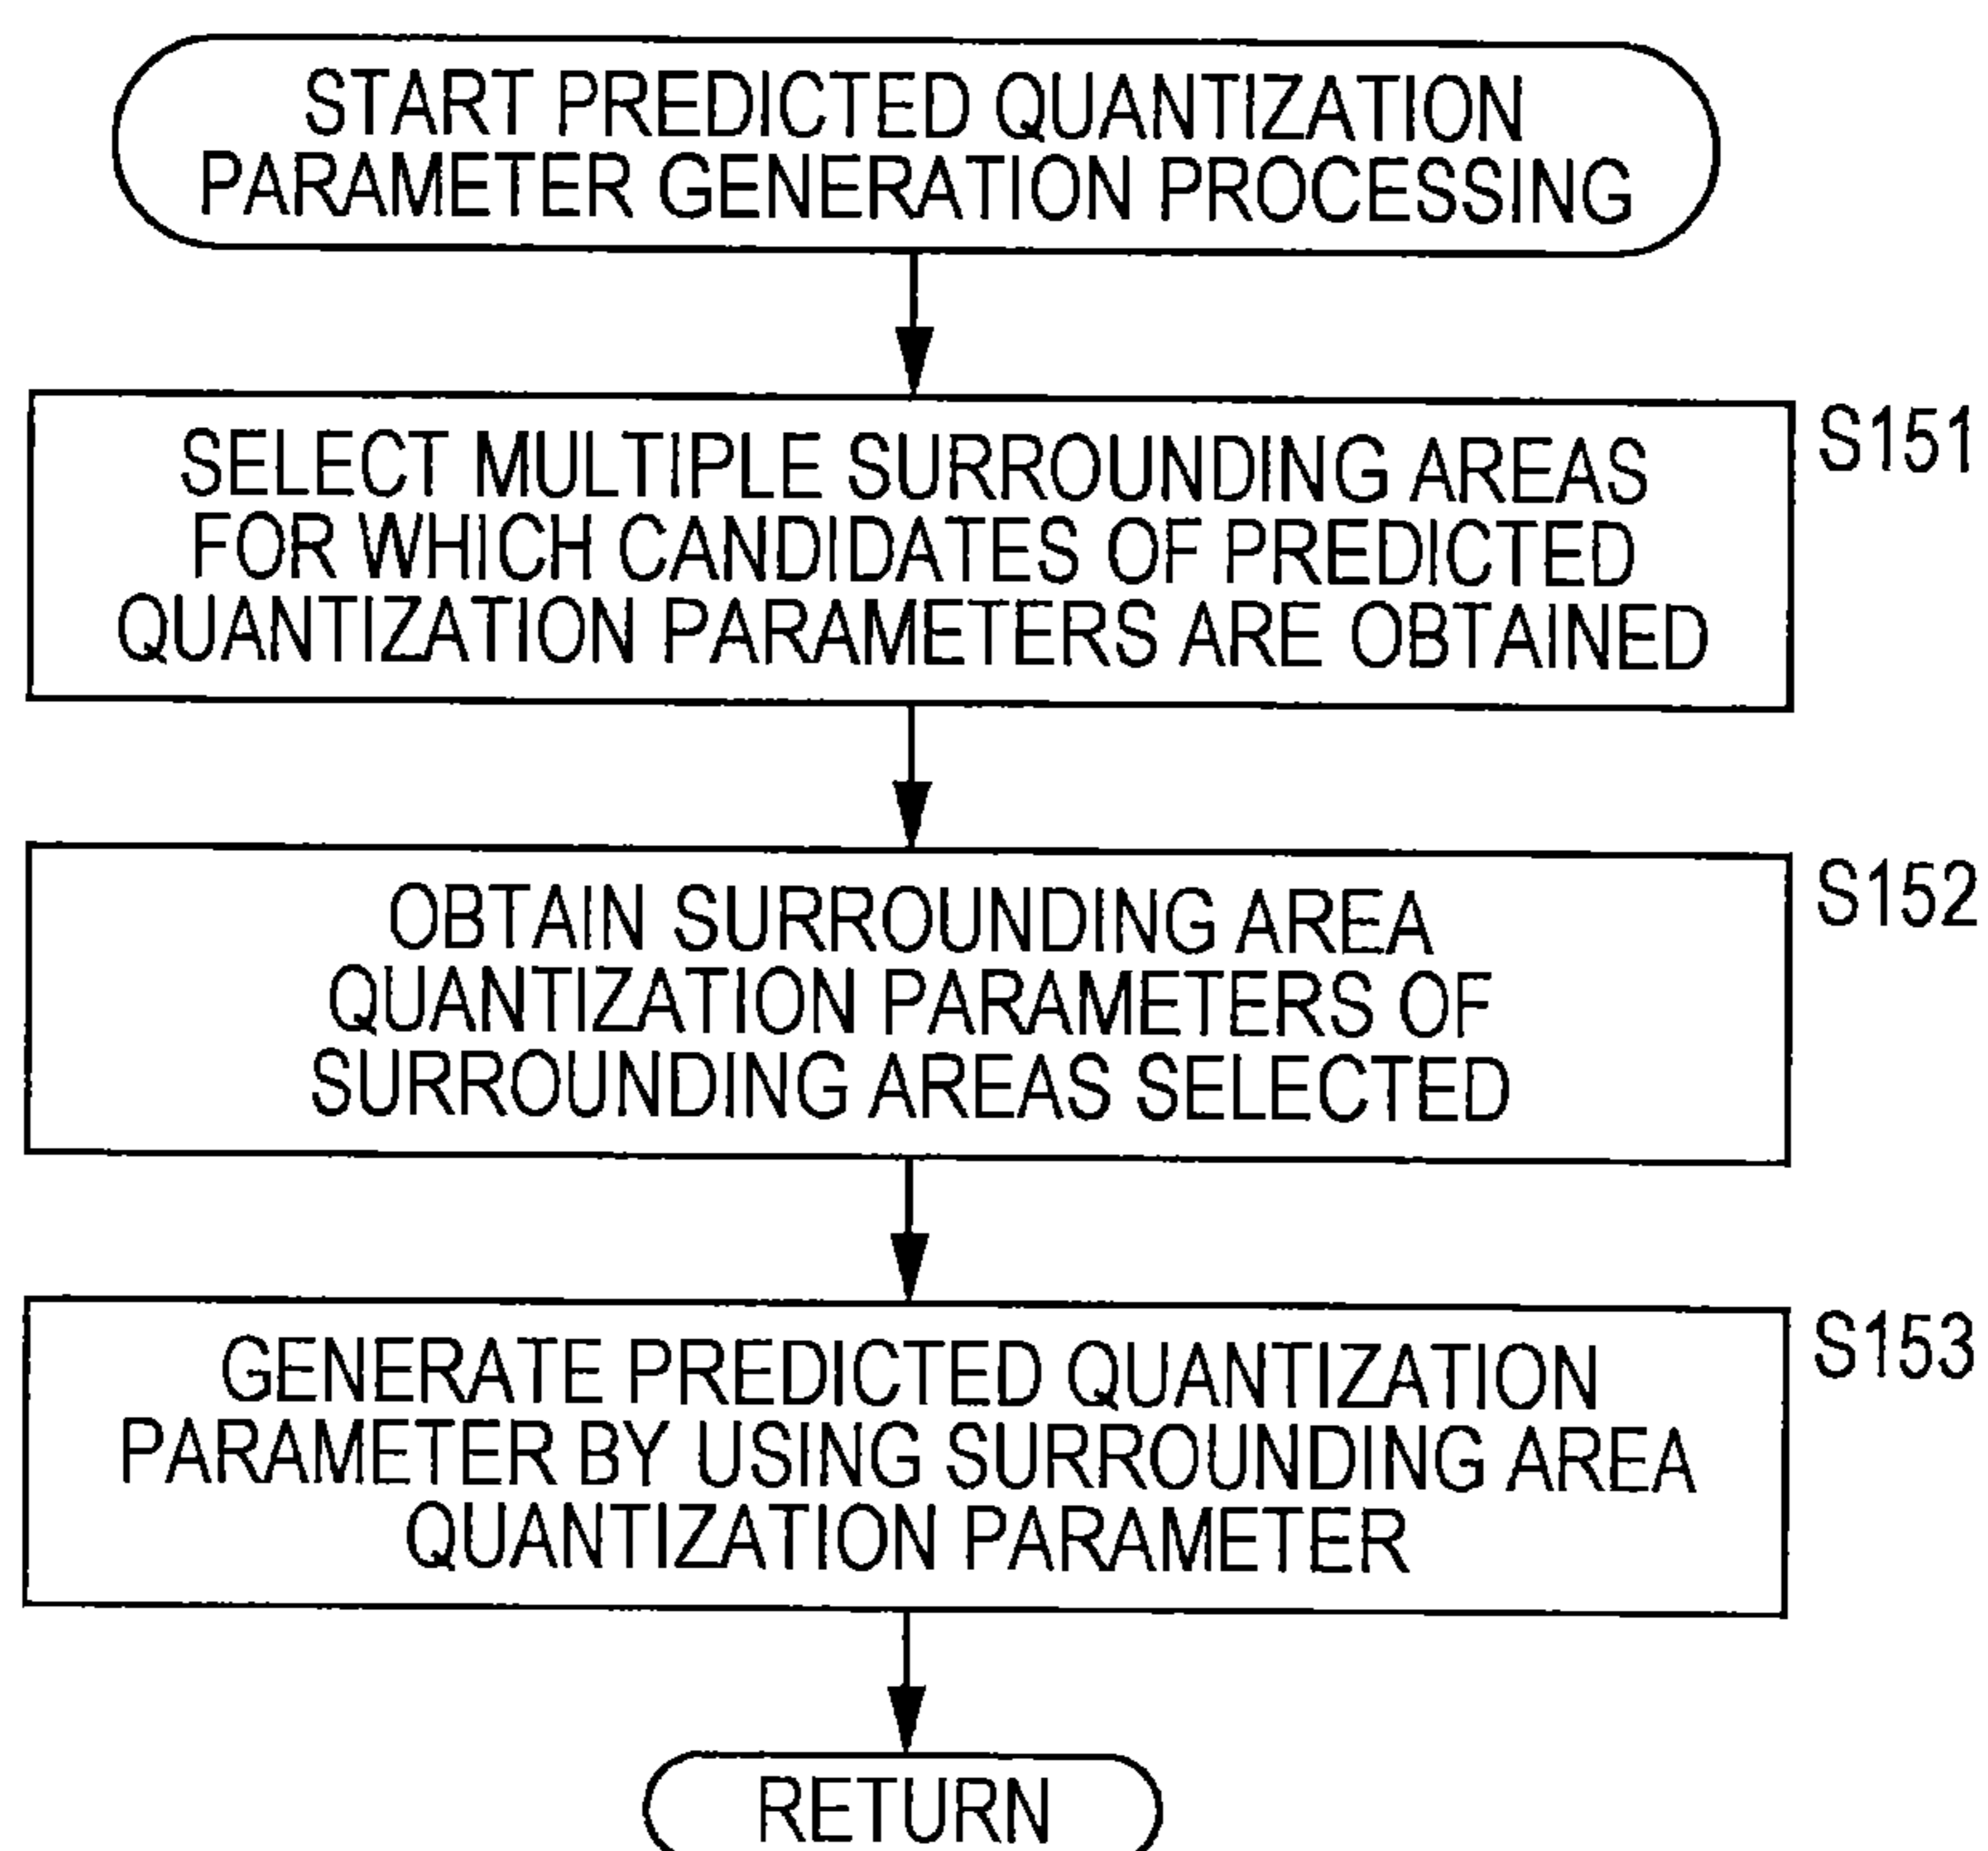 START PREDICTED QUANTIZATION
PARAMETER GENERATION PROCESSING
SELECT MULTIPLE SURROUNDING AREAS
FOR WHICH CANDIDATES OF PREDICTED
QUANTIZATION PARAMETERS ARE OBTAINED
S151
OBTAIN SURROUNDING AREA
QUANTIZATION PARAMETERS OF
SURROUNDING AREAS SELECTED
S152
GENERATE PREDICTED QUANTIZATION
PARAMETER BY USING SURROUNDING AREA
QUANTIZATION PARAMETER
S153
RETURN